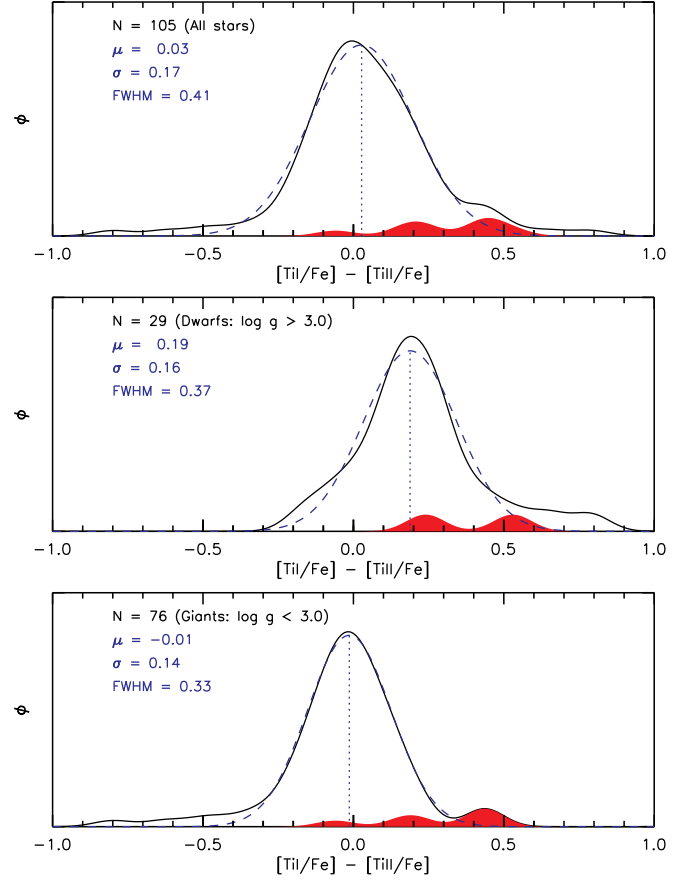 N = 105 (All stars)
μ = 0.03
σ = 0.17
FWHM = 0.41
ϕ
−1.0 −0.5 0.0 0.5 1.0
[TiI/Fe] − [TiII/Fe]
N = 29 (Dwarfs: log g > 3.0)
μ = 0.19
σ = 0.16
FWHM = 0.37
ϕ
−1.0 −0.5 0.0 0.5 1.0
[TiI/Fe] − [TiII/Fe]
N = 76 (Giants: log g < 3.0)
μ = −0.01
σ = 0.14
FWHM = 0.33
ϕ
−1.0 −0.5 0.0 0.5 1.0
[TiI/Fe] − [TiII/Fe]